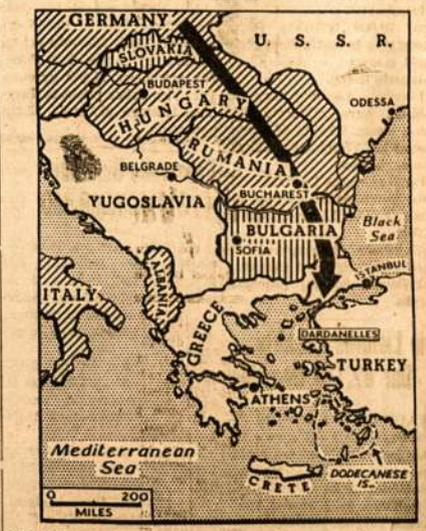 GERMANY
U. S. S. R.
SLOVAKIA
BUDAPEST
HUNGARY
ODESSA
RUMANIA
BELGRADE
BUCHAREST
YUGOSLAVIA
BULGARIA
Black
Sea
SOFIA
ISTANBUL
ALBANIA
ITALY
GREECE
DARDANELLES
TURKEY
ATHENS
Mediterranean
Sea
DODECANESE
IS..
CRETE
0 200
MILES